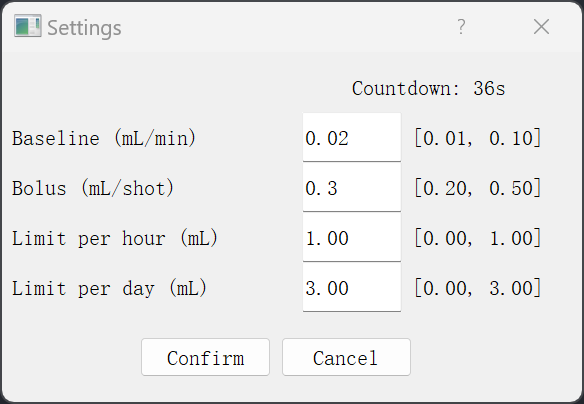 Settings ?
Countdown: 36s
Baseline (mL/min) 0.02 [0.01, 0.10]
Bolus (mL/shot) 0.3 [0.20, 0.50]
Limit per hour (mL) 1.00 [0.00, 1.00]
Limit per day (mL) 3.00 [0.00, 3.00]
Confirm Cancel